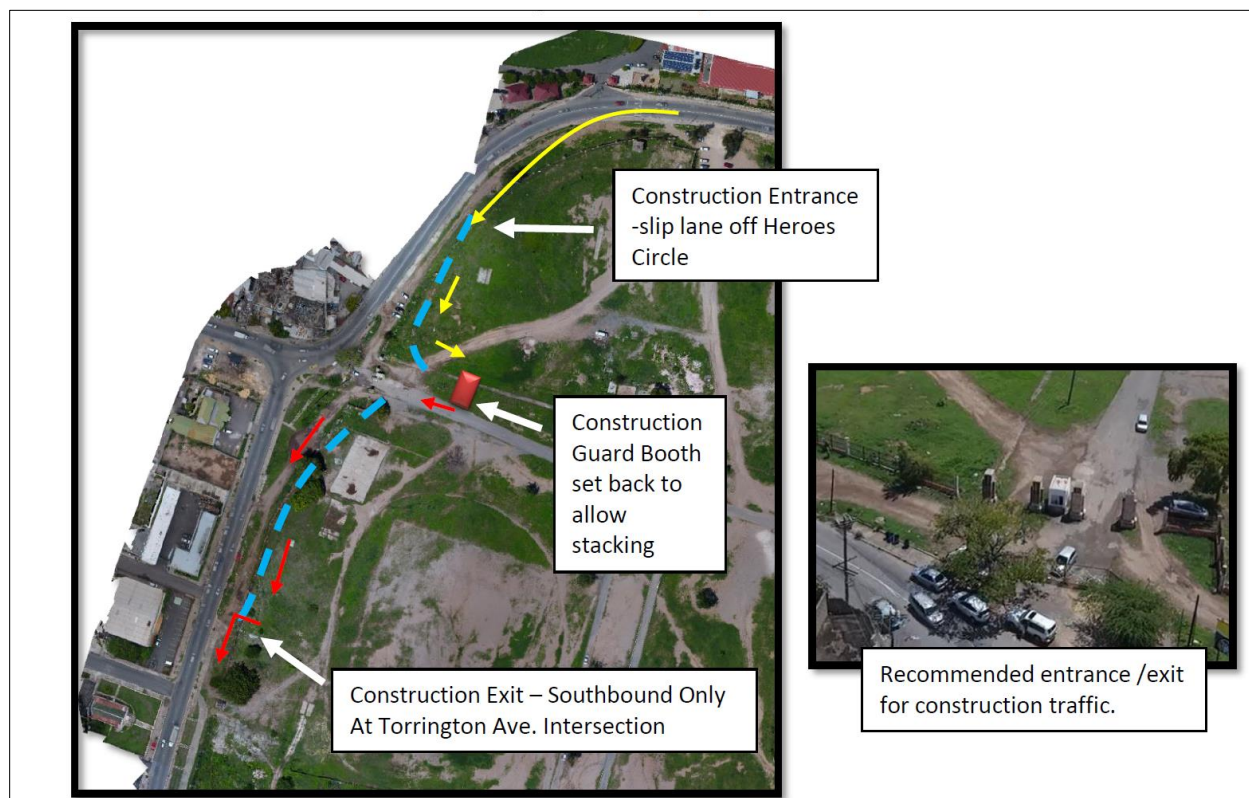 Construction Entrance
-slip lane off Heroes
Circle
Construction
Guard Booth
set back to
allow
stacking
Construction Exit – Southbound Only
At Torrington Ave. Intersection
Recommended entrance /exit
for construction traffic.